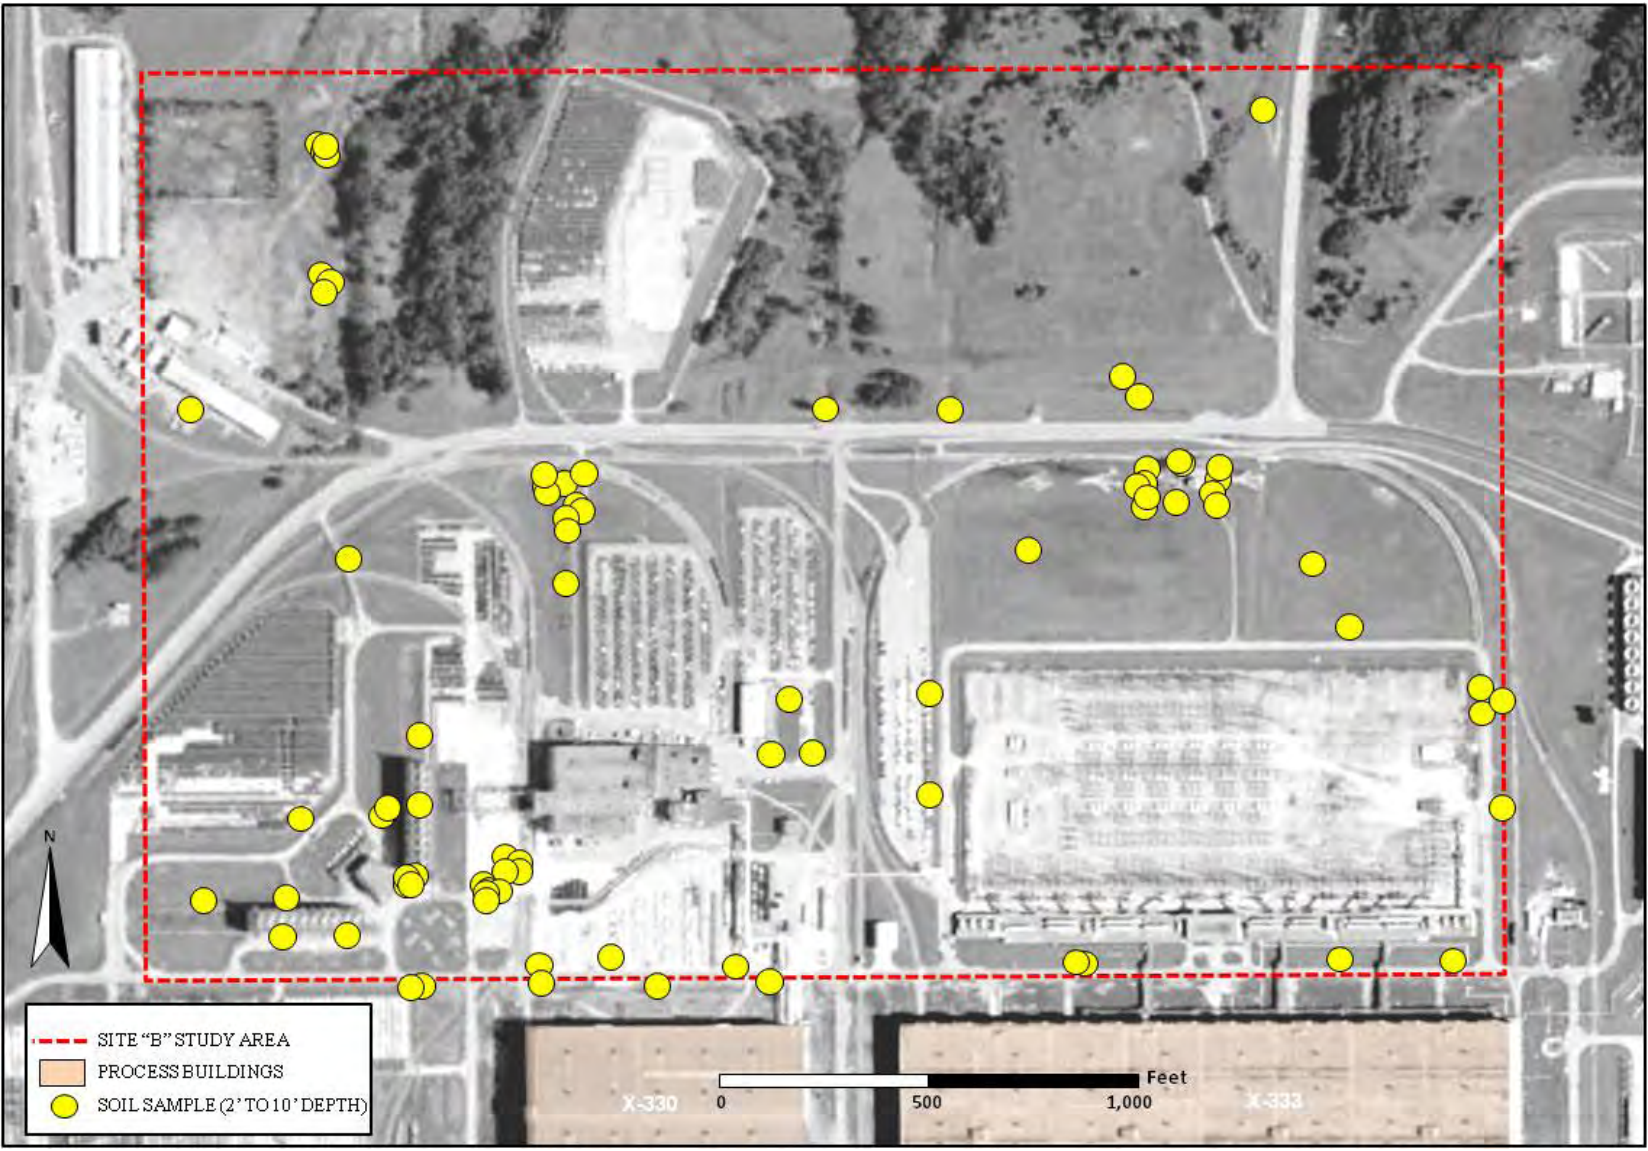 N
SITE “B” STUDY AREA
PROCESS BUILDINGS
SOIL SAMPLE (2’ TO 10’ DEPTH)
Feet
0 500 1,000
X-330
X-333